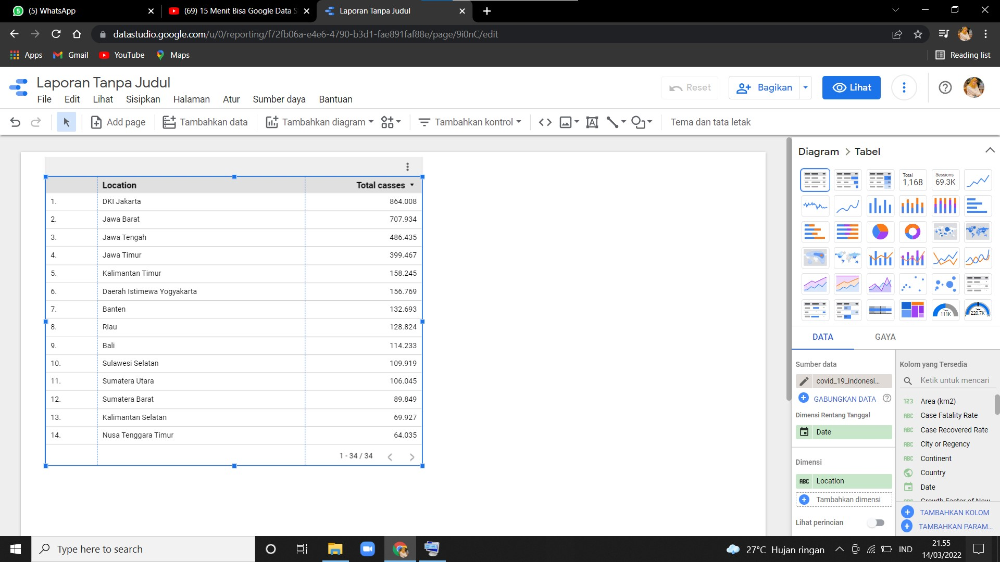 (5) WhatsApp
(69) 15 Menit Bisa Google Data S
Laporan Tanpa Judul
datastudio.google.com/u/0/reporting/f72fb06a-e4e6-4790-b3d1-fae891faf88e/page/9i0nC/edit
Apps
Gmail
YouTube
Maps
Reading list
Laporan Tanpa Judul
Reset
Bagikan
Lihat
File Edit Lihat Sisipkan Halaman Atur Sumber daya Bantuan
Add page
Tambahkan data
Tambahkan diagram
Tambahkan kontrol
Tema dan tata letak
Location Total casses
1. DKI Jakarta 864.008
2. Jawa Barat 707.934
3. Jawa Tengah 486.435
4. Jawa Timur 399.467
5. Kalimantan Timur 158.245
6. Daerah Istimewa Yogyakarta 156.769
7. Banten 132.693
8. Riau 128.824
9. Bali 114.233
10. Sulawesi Selatan 109.919
11. Sumatera Utara 106.045
12. Sumatera Barat 89.849
13. Kalimantan Selatan 69.927
14. Nusa Tenggara Timur 64.035
1 - 34 / 34
Diagram > Tabel
Total
1,168
Sessions
69.3K
111K
220.7K
DATA
GAYA
Sumber data
covid_19_indonesi...
GABUNGKAN DATA
Dimensi Rentang Tanggal
Date
Dimensi
ABC Location
Tambahkan dimensi
Lihat perincian
Kolom yang Tersedia
Ketik untuk mencari
123 Area (km2)
ABC Case Fatality Rate
ABC Case Recovered Rate
ABC City or Regency
ABC Continent
Country
Date
Growth Factor of New
TAMBAHKAN KOLOM
TAMBAHKAN PARAM...
Type here to search
27°C Hujan ringan
IND
21.55
14/03/2022